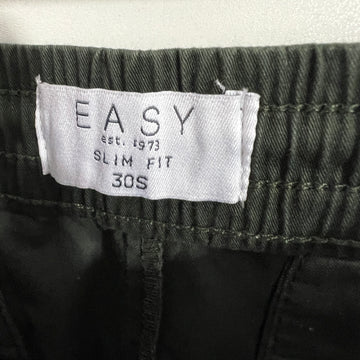 EASY
est. 1973
SLIM FIT
30S